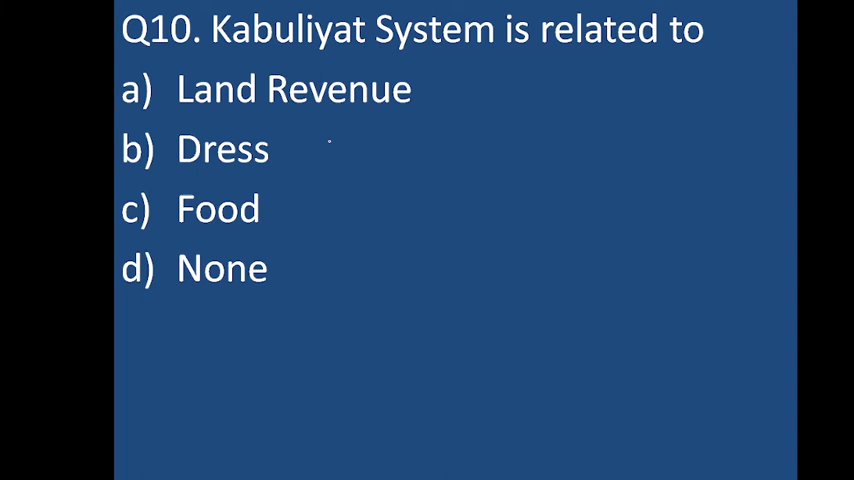 Q10. Kabuliyat System is related to
a) Land Revenue
b) Dress
c) Food
d) None